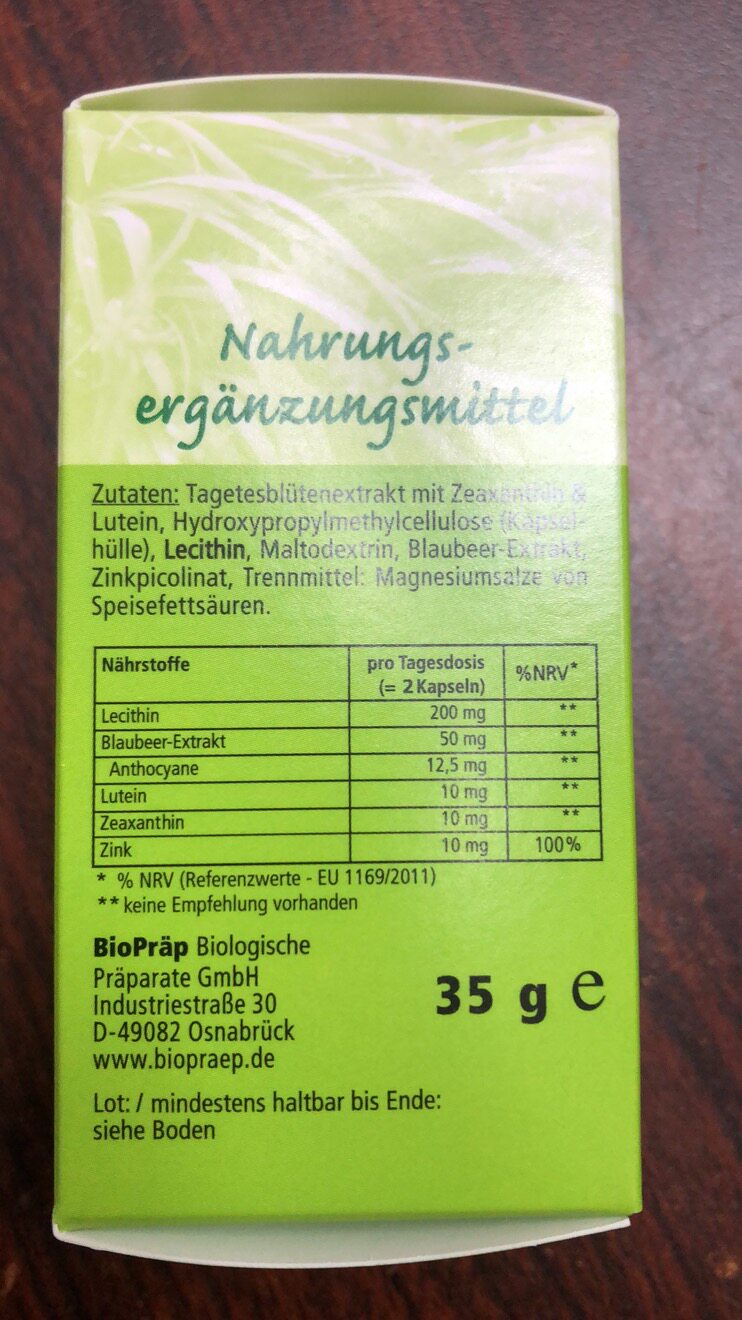 Nahrungs-
ergänzungsmittel
Zutaten: Tagetesblütenextrakt mit Zeaxanthin &
Lutein, Hydroxypropylmethylcellulose (Kapsel-
hülle), Lecithin, Maltodextrin, Blaubeer-Extrakt,
Zinkpicolinat, Trennmittel: Magnesiumsalze von
Speisefettsäuren.
Nährstoffe pro Tagesdosis %NRV*
(= 2 Kapseln)
Lecithin 200 mg **
Blaubeer-Extrakt 50 mg **
Anthocyane 12,5 mg **
Lutein 10 mg **
Zeaxanthin 10 mg **
Zink 10 mg 100%
* % NRV (Referenzwerte - EU 1169/2011)
** keine Empfehlung vorhanden
BioPräp Biologische
Präparate GmbH
Industriestraße 30
D-49082 Osnabrück
www.biopraep.de
35 g e
Lot: / mindestens haltbar bis Ende:
siehe Boden